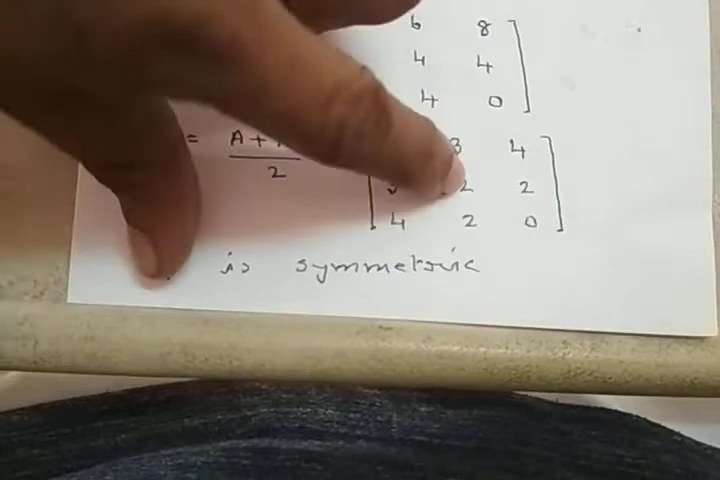 6 8
4 4
4 0
= A + 
2
3 4
2 2
4 2 0
is symmetric